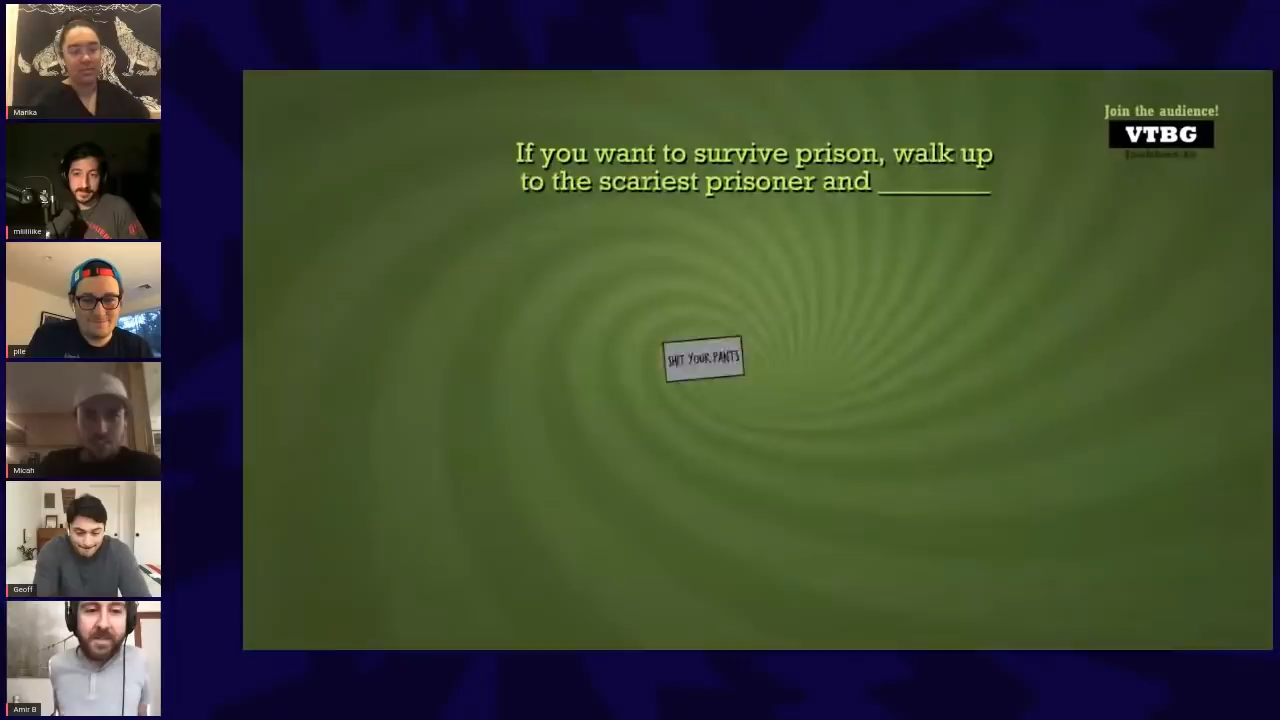 Marika
miiiiiike
pile
Micah
Geoff
Amir B
If you want to survive prison, walk up
to the scariest prisoner and ________
SHIT YOUR PANTS
Join the audience!
VTBG